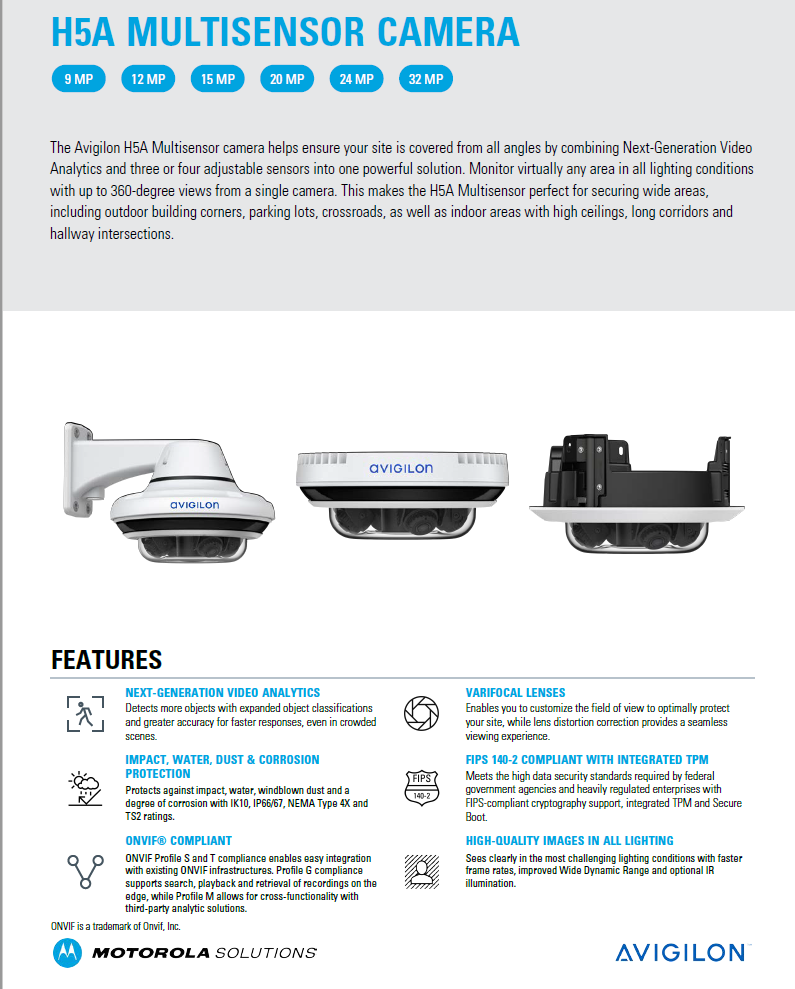 H5A MULTISENSOR CAMERA
9 MP 12 MP 15 MP 20 MP 24 MP 32 MP
The Avigilon H5A Multisensor camera helps ensure your site is covered from all angles by combining Next-Generation Video
Analytics and three or four adjustable sensors into one powerful solution. Monitor virtually any area in all lighting conditions
with up to 360-degree views from a single camera. This makes the H5A Multisensor perfect for securing wide areas,
including outdoor building corners, parking lots, crossroads, as well as indoor areas with high ceilings, long corridors and
hallway intersections.
AVIGILON
AVIGILON
FEATURES
NEXT-GENERATION VIDEO ANALYTICS
Detects more objects with expanded object classifications
and greater accuracy for faster responses, even in crowded
scenes.
VARIFOCAL LENSES
Enables you to customize the field of view to optimally protect
your site, while lens distortion correction provides a seamless
viewing experience.
IMPACT, WATER, DUST & CORROSION
PROTECTION
Protects against impact, water, windblown dust and a
degree of corrosion with IK10, IP66/67, NEMA Type 4X and
TS2 ratings.
FIPS
140-2
FIPS 140-2 COMPLIANT WITH INTEGRATED TPM
Meets the high data security standards required by federal
government agencies and heavily regulated enterprises with
FIPS-compliant cryptography support, integrated TPM and Secure
Boot.
ONVIF® COMPLIANT
ONVIF Profile S and T compliance enables easy integration
with existing ONVIF infrastructures. Profile G compliance
supports search, playback and retrieval of recordings on the
edge, while Profile M allows for cross-functionality with
third-party analytic solutions.
HIGH-QUALITY IMAGES IN ALL LIGHTING
Sees clearly in the most challenging lighting conditions with faster
frame rates, improved Wide Dynamic Range and optional IR
illumination.
ONVIF is a trademark of Onvif, Inc.
MOTOROLA SOLUTIONS
AVIGILON™